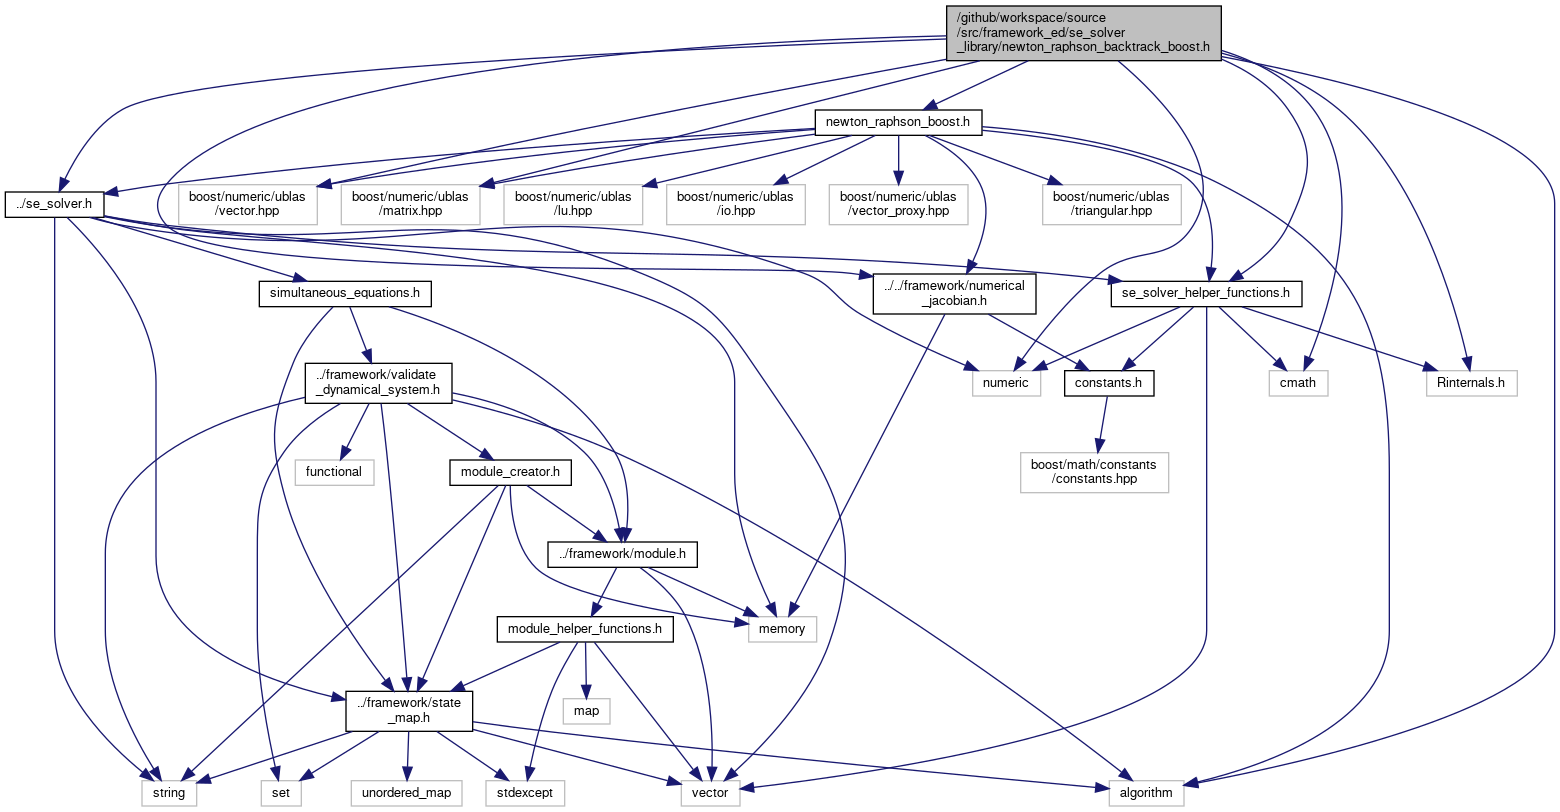 /github/workspace/source
/src/framework_ed/se_solver
_library/newton_raphson_backtrack_boost.h
newton_raphson_boost.h
../se_solver.h
boost/numeric/ublas
/vector.hpp
boost/numeric/ublas
/matrix.hpp
boost/numeric/ublas
/lu.hpp
boost/numeric/ublas
/io.hpp
boost/numeric/ublas
/vector_proxy.hpp
boost/numeric/ublas
/triangular.hpp
simultaneous_equations.h
../../framework/numerical
_jacobian.h
se_solver_helper_functions.h
../framework/validate
_dynamical_system.h
numeric
constants.h
cmath
Rinternals.h
functional
module_creator.h
boost/math/constants
/constants.hpp
../framework/module.h
module_helper_functions.h
memory
../framework/state
_map.h
map
string
set
unordered_map
stdexcept
vector
algorithm